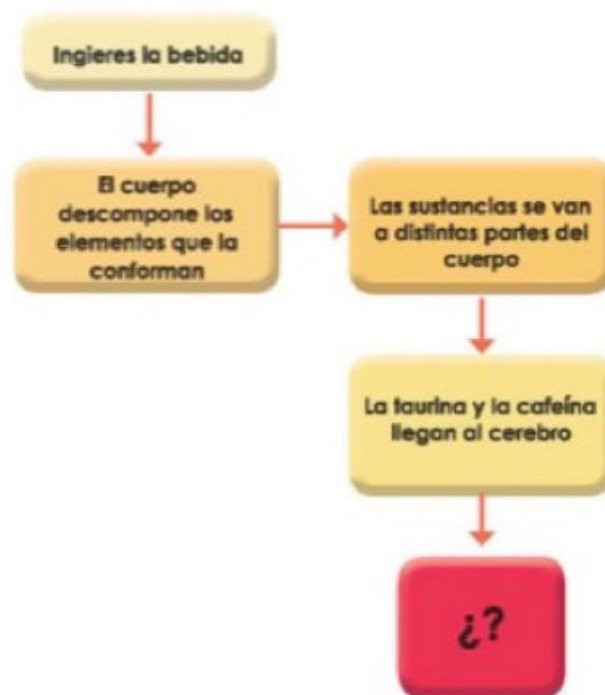 Ingieres la bebida
El cuerpo
descompone los
elementos que la
conforman
Las sustancias se van
a distintas partes del
cuerpo
La taurina y la cafeína
llegan al cerebro
¿?